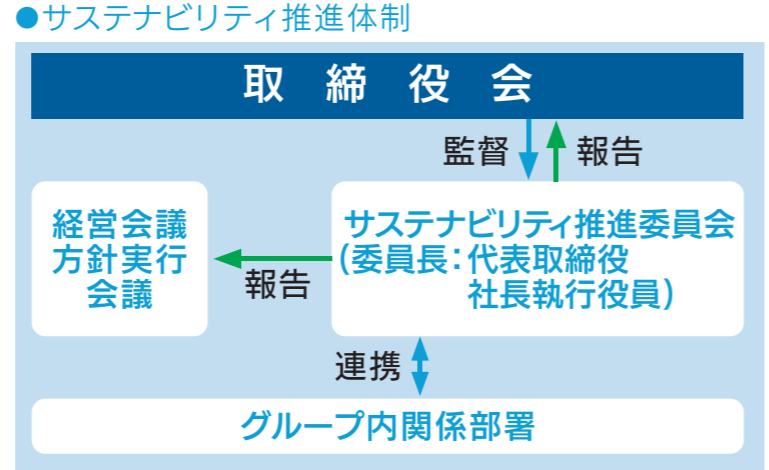 ●サステナビリティ推進体制
取締役会
監督 報告
経営会議
方針実行
会議
報告
サステナビリティ推進委員会
(委員長：代表取締役
社長執行役員)
連携
グループ内関係部署